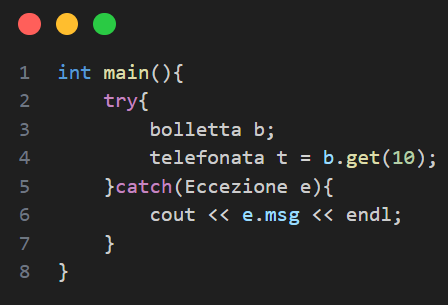 1 int main(){
2     try{
3         bolletta b;
4         telefonata t = b.get(10);
5     }catch(Eccezione e){
6         cout << e.msg << endl;
7     }
8 }